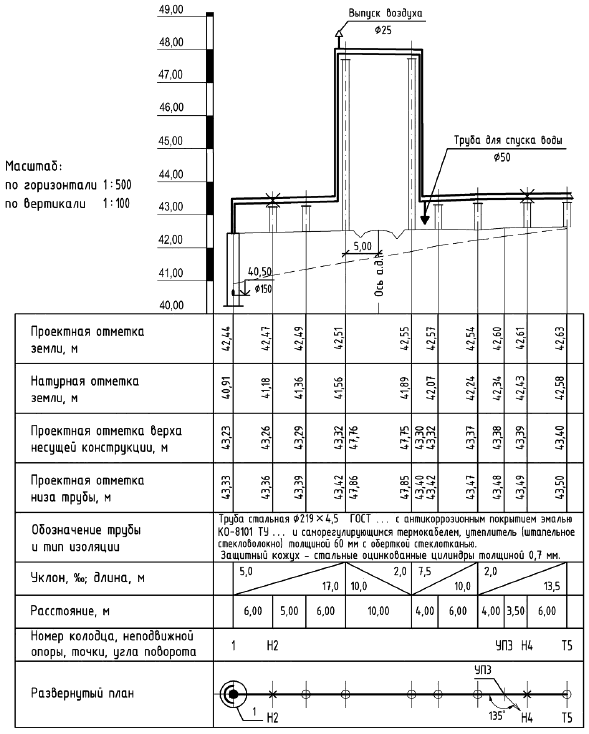 49,00
48,00
47,00
46,00
45,00
44,00
43,00
42,00
41,00
40,00
Выпуск воздуха
Ø25
Труба для спуска воды
Ø50
Масштаб:
по горизонтали 1:500
по вертикали 1:100
5,00
Ось а.д.
40,50
Ø150
Проектная отметка земли, м
42,44 42,47 42,49 42,51 42,55 42,57 42,54 42,60 42,61 42,63
Натурная отметка земли, м
40,91 41,18 41,36 41,56 41,89 42,07 42,24 42,34 42,43 42,58
Проектная отметка верха несущей конструкции, м
43,23 43,26 43,29 43,32 47,76 47,75 43,30 43,32 43,37 43,38 43,39 43,40
Проектная отметка низа трубы, м
43,33 43,36 43,39 43,42 47,86 47,85 43,40 43,42 43,47 43,48 43,49 43,50
Обозначение трубы и тип изоляции
Труба стальная Ø219×4,5 ГОСТ ... с антикоррозионным покрытием эмалью
КО-8101 ТУ ... и саморегулирующимся термокабелем, утеплитель (штапельное
стекловолокно) толщиной 60 мм с оберткой стеклотканью.
Защитный кожух - стальные оцинкованные цилиндры толщиной 0,7 мм.
Уклон, ‰; длина, м
5,0 17,0 10,0 2,0 7,5 10,0 2,0 13,5
Расстояние, м
6,00 5,00 6,00 10,00 4,00 6,00 4,00 3,50 6,00
Номер колодца, неподвижной опоры, точки, угла поворота
1 Н2 УП3 Н4 Т5
Развернутый план
1 Н2 УП3 135° Н4 Т5